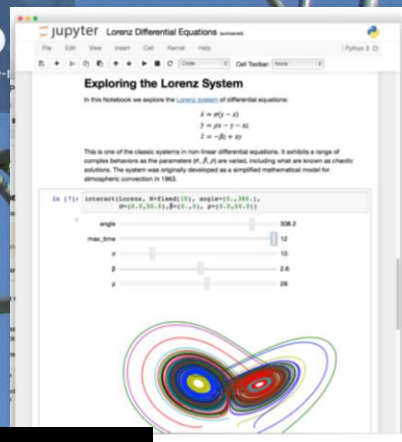 jupyter Lorenz Differential Equations (autosaved)
File Edit View Insert Cell Kernel Help Python 3
Code Cell Toolbar: None
Exploring the Lorenz System
In this Notebook we explore the Lorenz system of differential equations:
ẋ = σ(y − x)
ẏ = ρx − y − xz
ż = −βz + xy
This is one of the classic systems in non-linear differential equations. It exhibits a range of
complex behaviors as the parameters (σ, β, ρ) are varied, including what are known as chaotic
solutions. The system was originally developed as a simplified mathematical model for
atmospheric convection in 1963.
In [7]: interact(Lorenz, N=fixed(10), angle=(0.,360.),
σ=(0.0,50.0),β=(0.,5), ρ=(0.0,50.0))
angle 308.2
max_time 12
σ 10
β 2.6
ρ 28